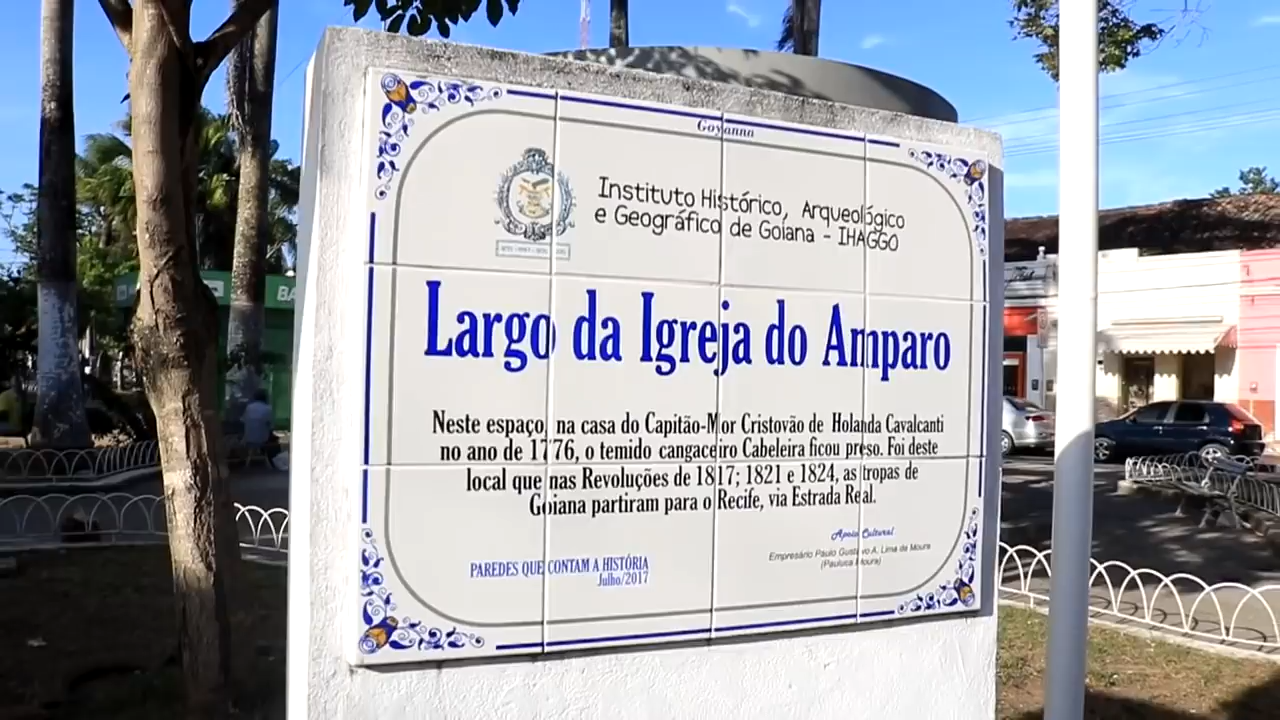 Goyanna
Instituto Histórico, Arqueológico
e Geográfico de Goiana - IHAGGO
Largo da Igreja do Amparo
Neste espaço, na casa do Capitão-Mor Cristovão de Holanda Cavalcanti
no ano de 1776, o temido cangaceiro Cabeleira ficou preso. Foi deste
local que nas Revoluções de 1817; 1821 e 1824, as tropas de
Goiana partiram para o Recife, via Estrada Real.
Apoio Cultural
Empresário Paulo Gustavo A. Lima de Moura
(Pauluca Moura)
PAREDES QUE CONTAM A HISTÓRIA
Julho/2017
BA